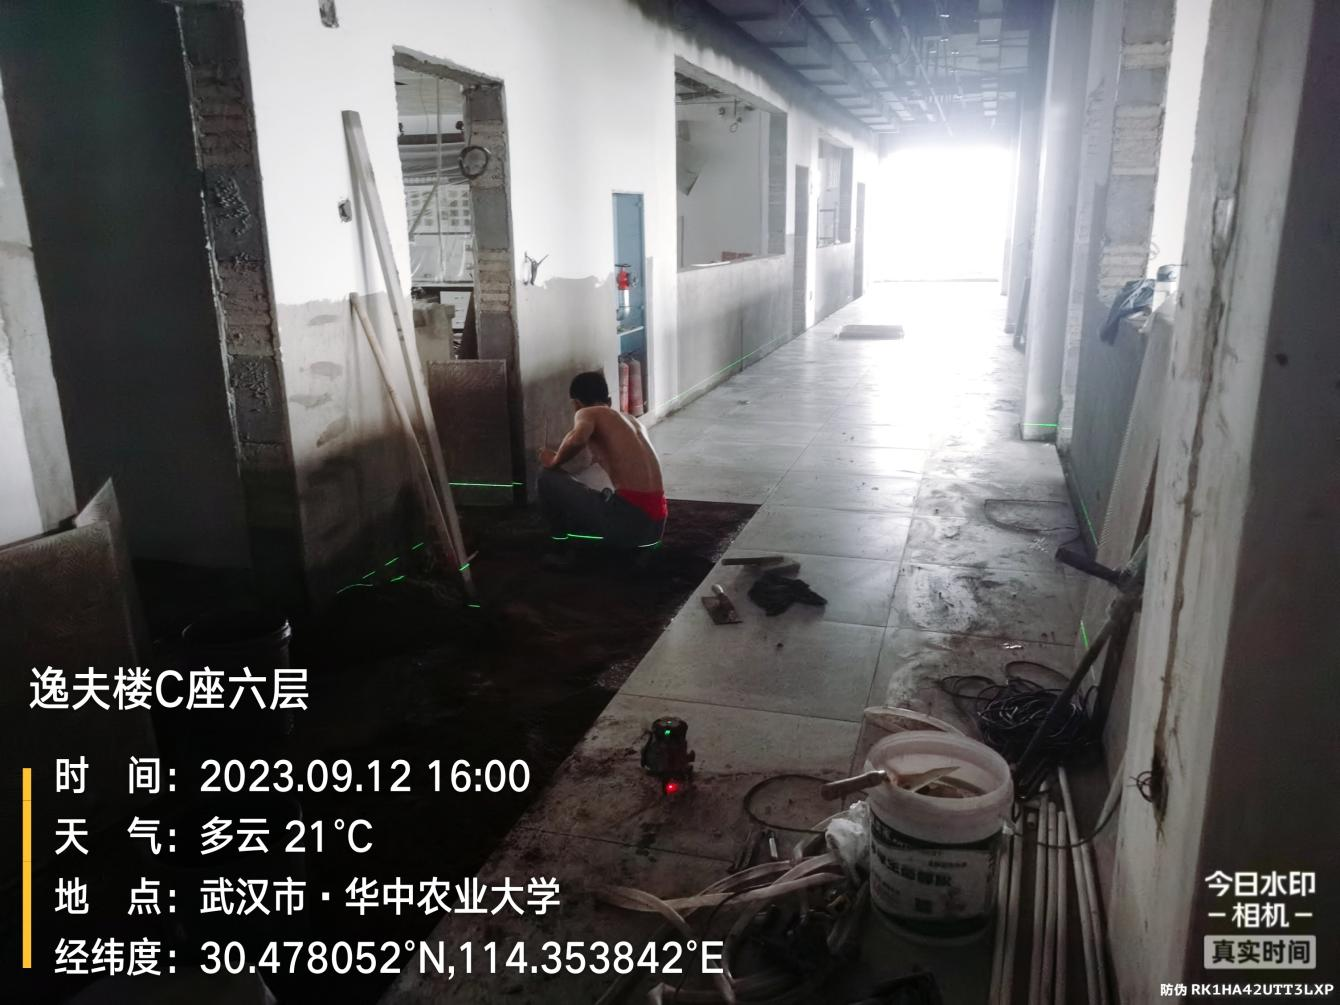 逸夫楼C座六层
时 间：2023.09.12 16:00
天 气：多云 21℃
地 点：武汉市·华中农业大学
经纬度：30.478052°N,114.353842°E
今日水印
-相机-
真实时间
防伪 RK1HA42UTT3LXP